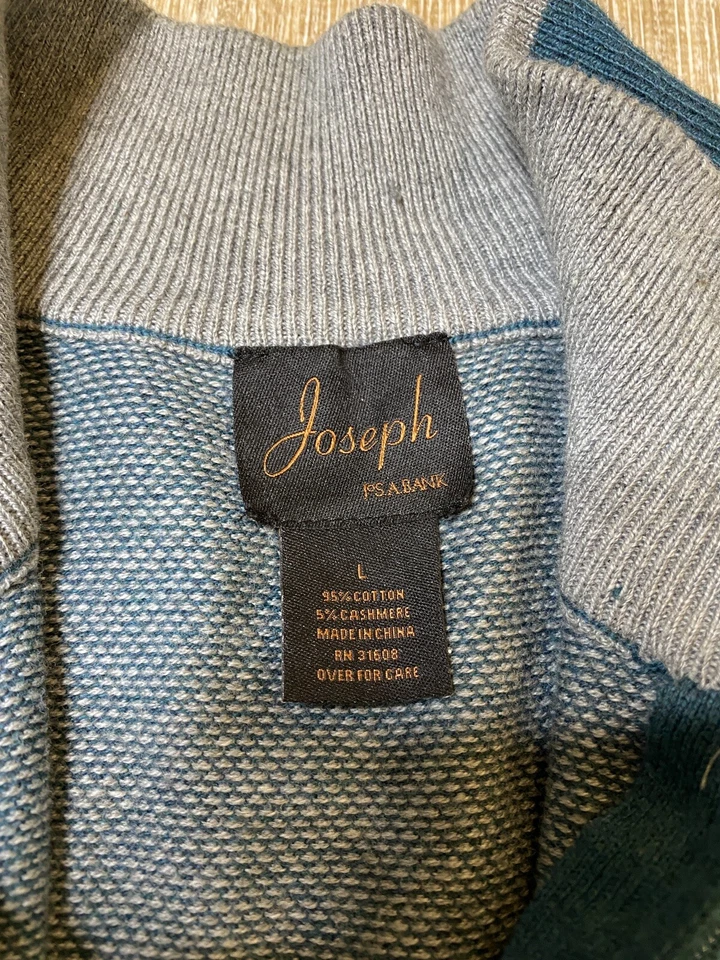 Joseph
JoS.A.BANK
L
95% COTTON
5% CASHMERE
MADE IN CHINA
RN 31608
OVER FOR CARE